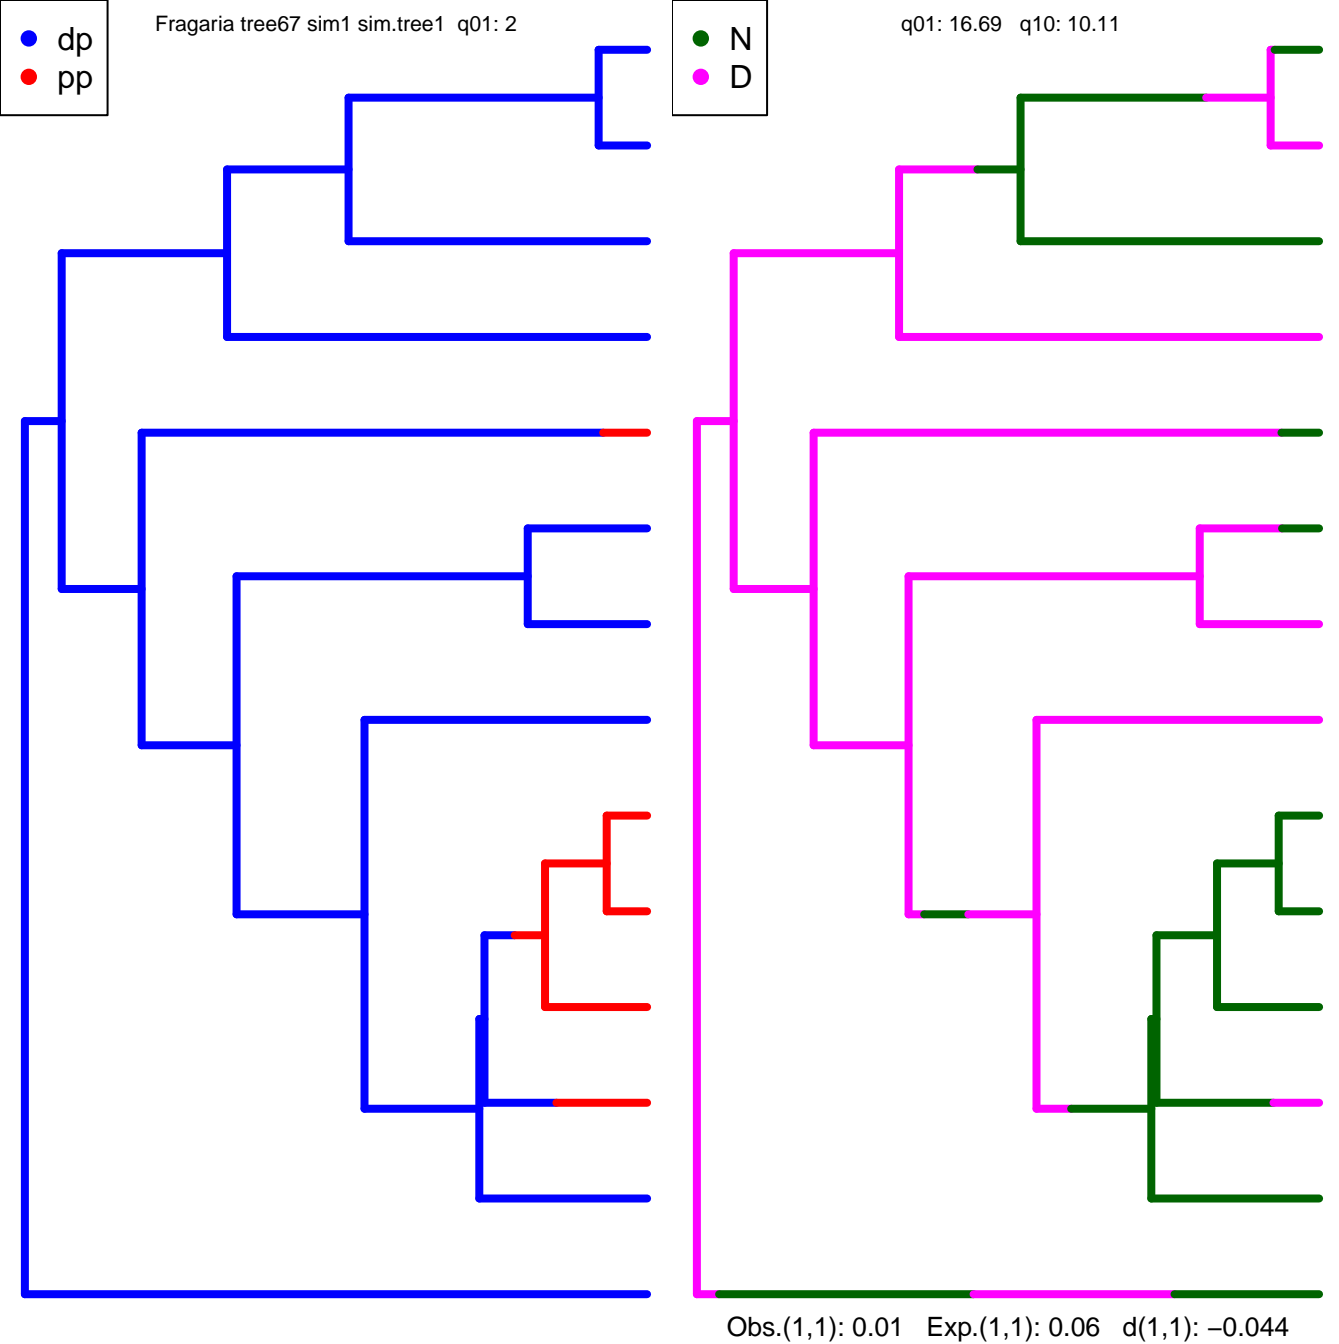 Fragaria tree67 sim1 sim.tree1 q01: 2
dp
pp
q01: 16.69 q10: 10.11
N
D
Obs.(1,1): 0.01 Exp.(1,1): 0.06 d(1,1): −0.044